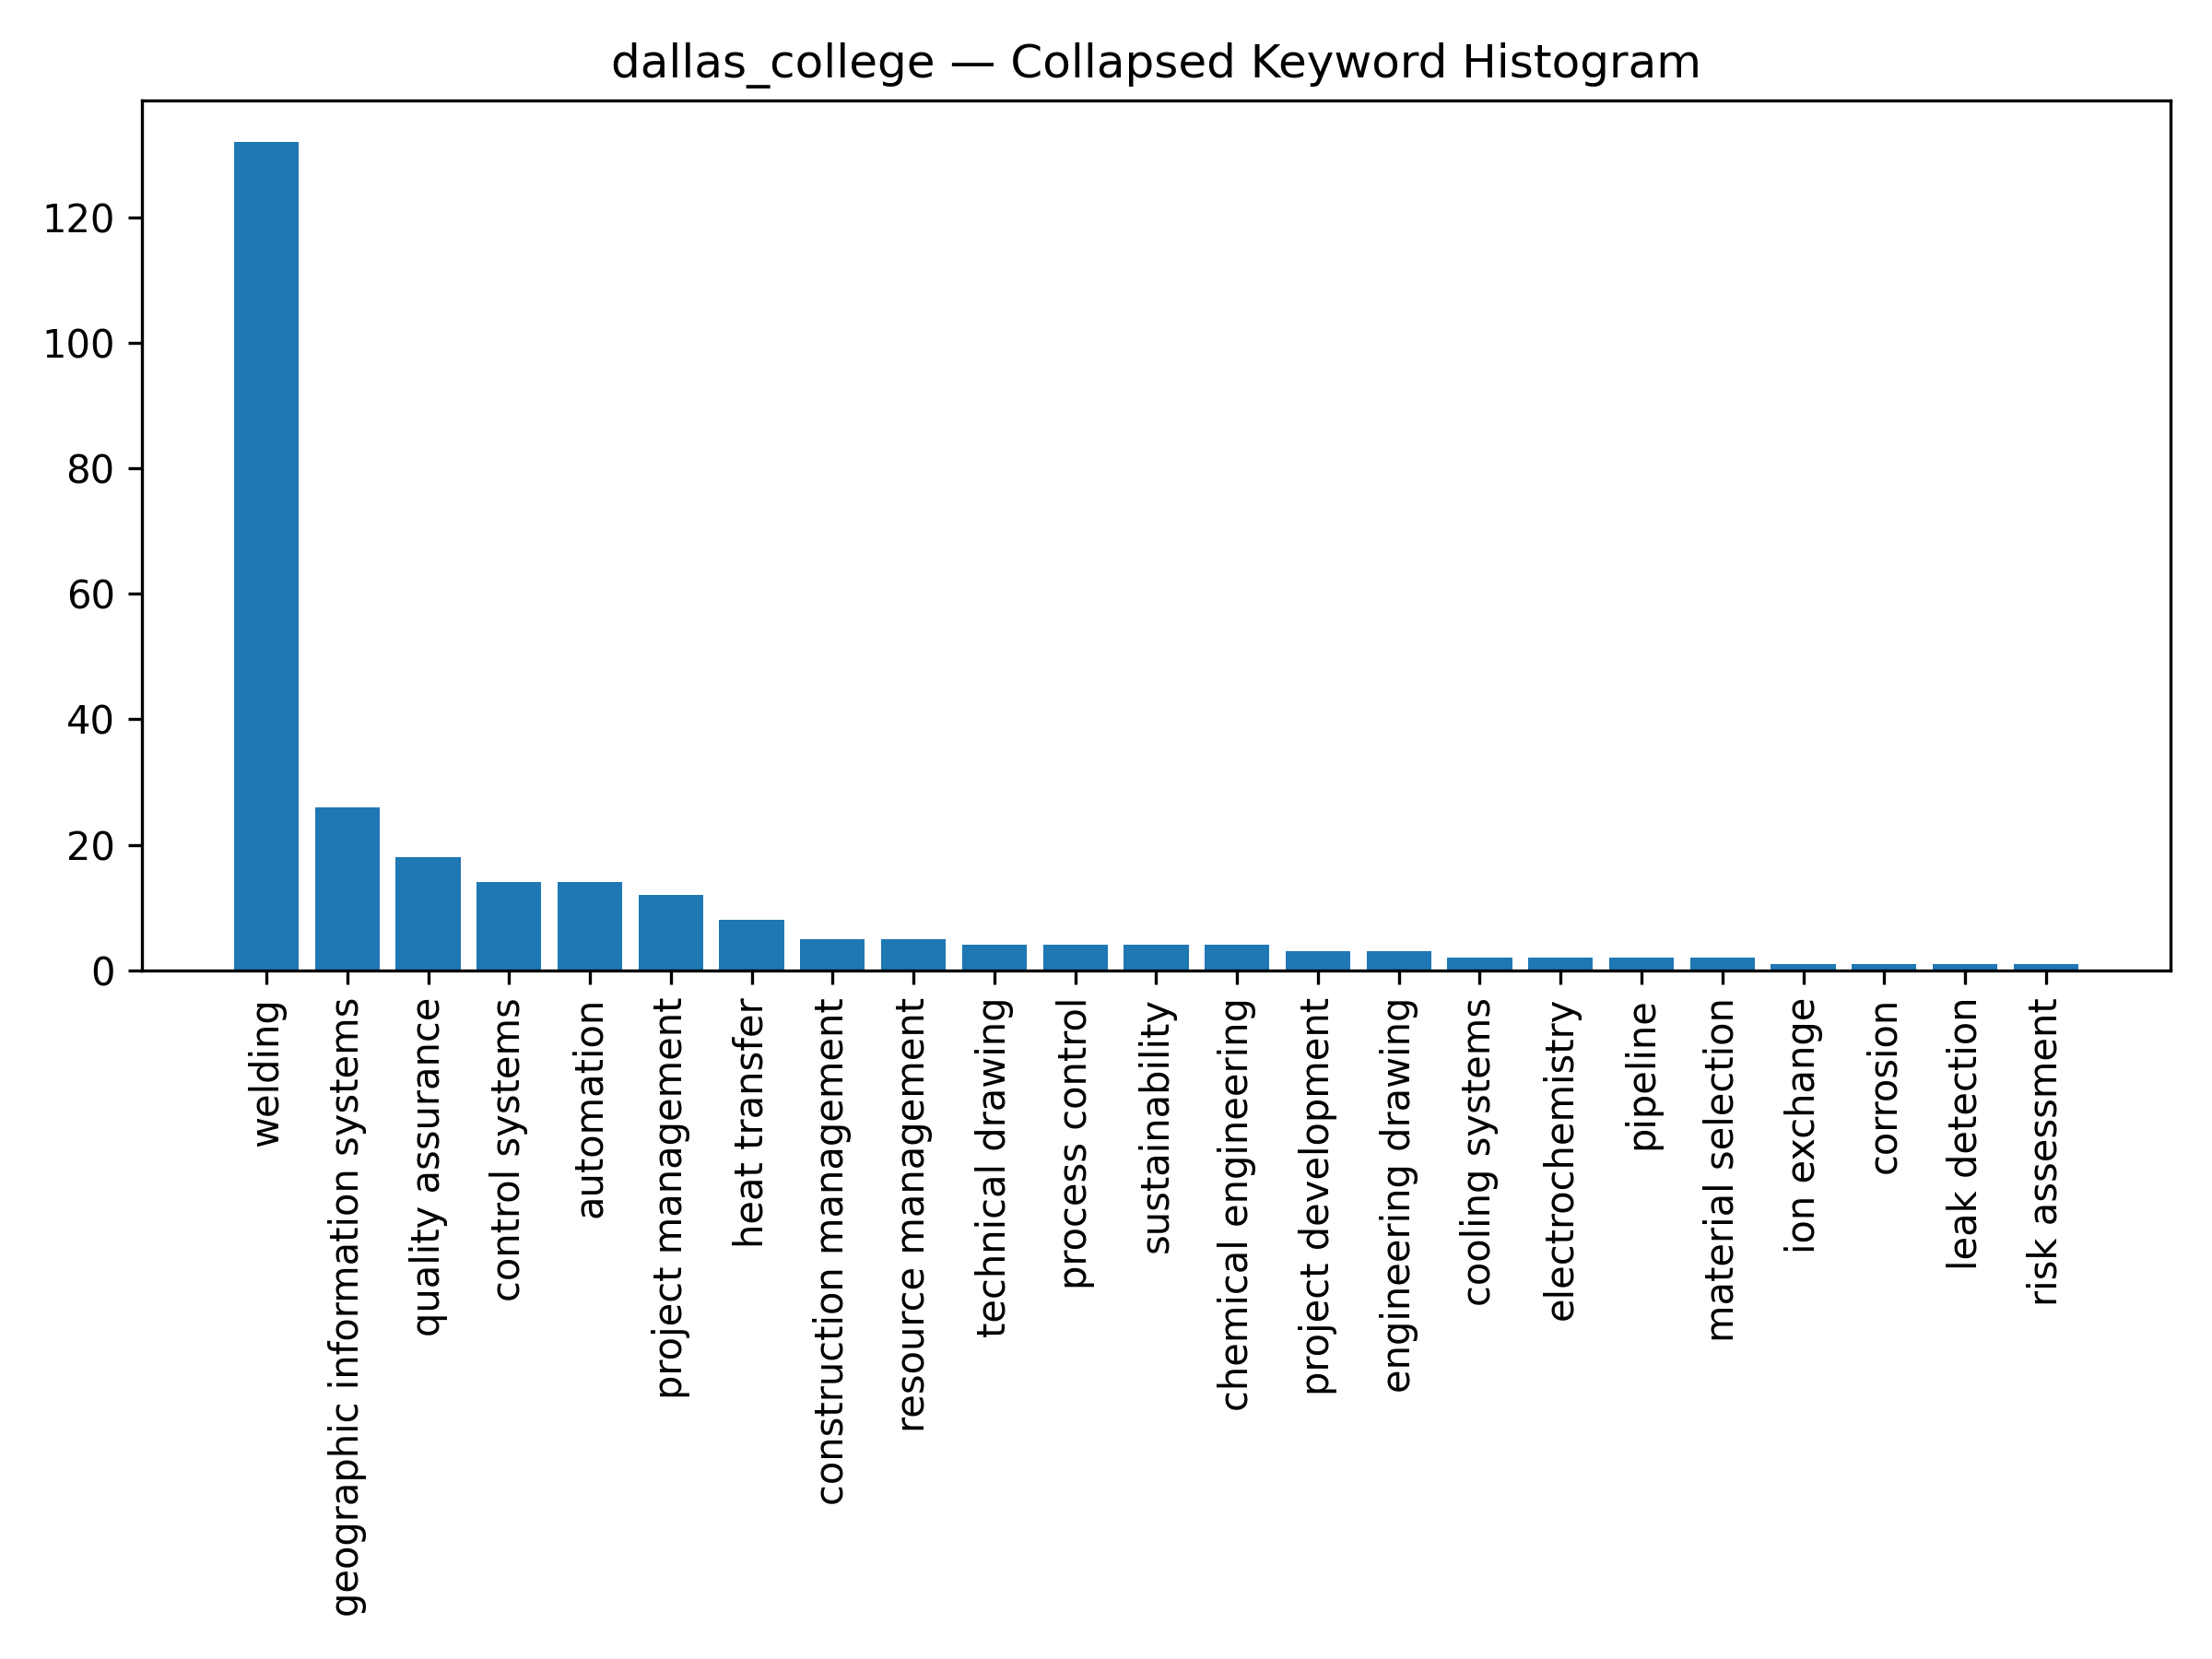 dallas_college — Collapsed Keyword Histogram
120
100
80
60
40
20
0
welding
geographic information systems
quality assurance
control systems
automation
project management
heat transfer
construction management
resource management
technical drawing
process control
sustainability
chemical engineering
project development
engineering drawing
cooling systems
electrochemistry
pipeline
material selection
ion exchange
corrosion
leak detection
risk assessment